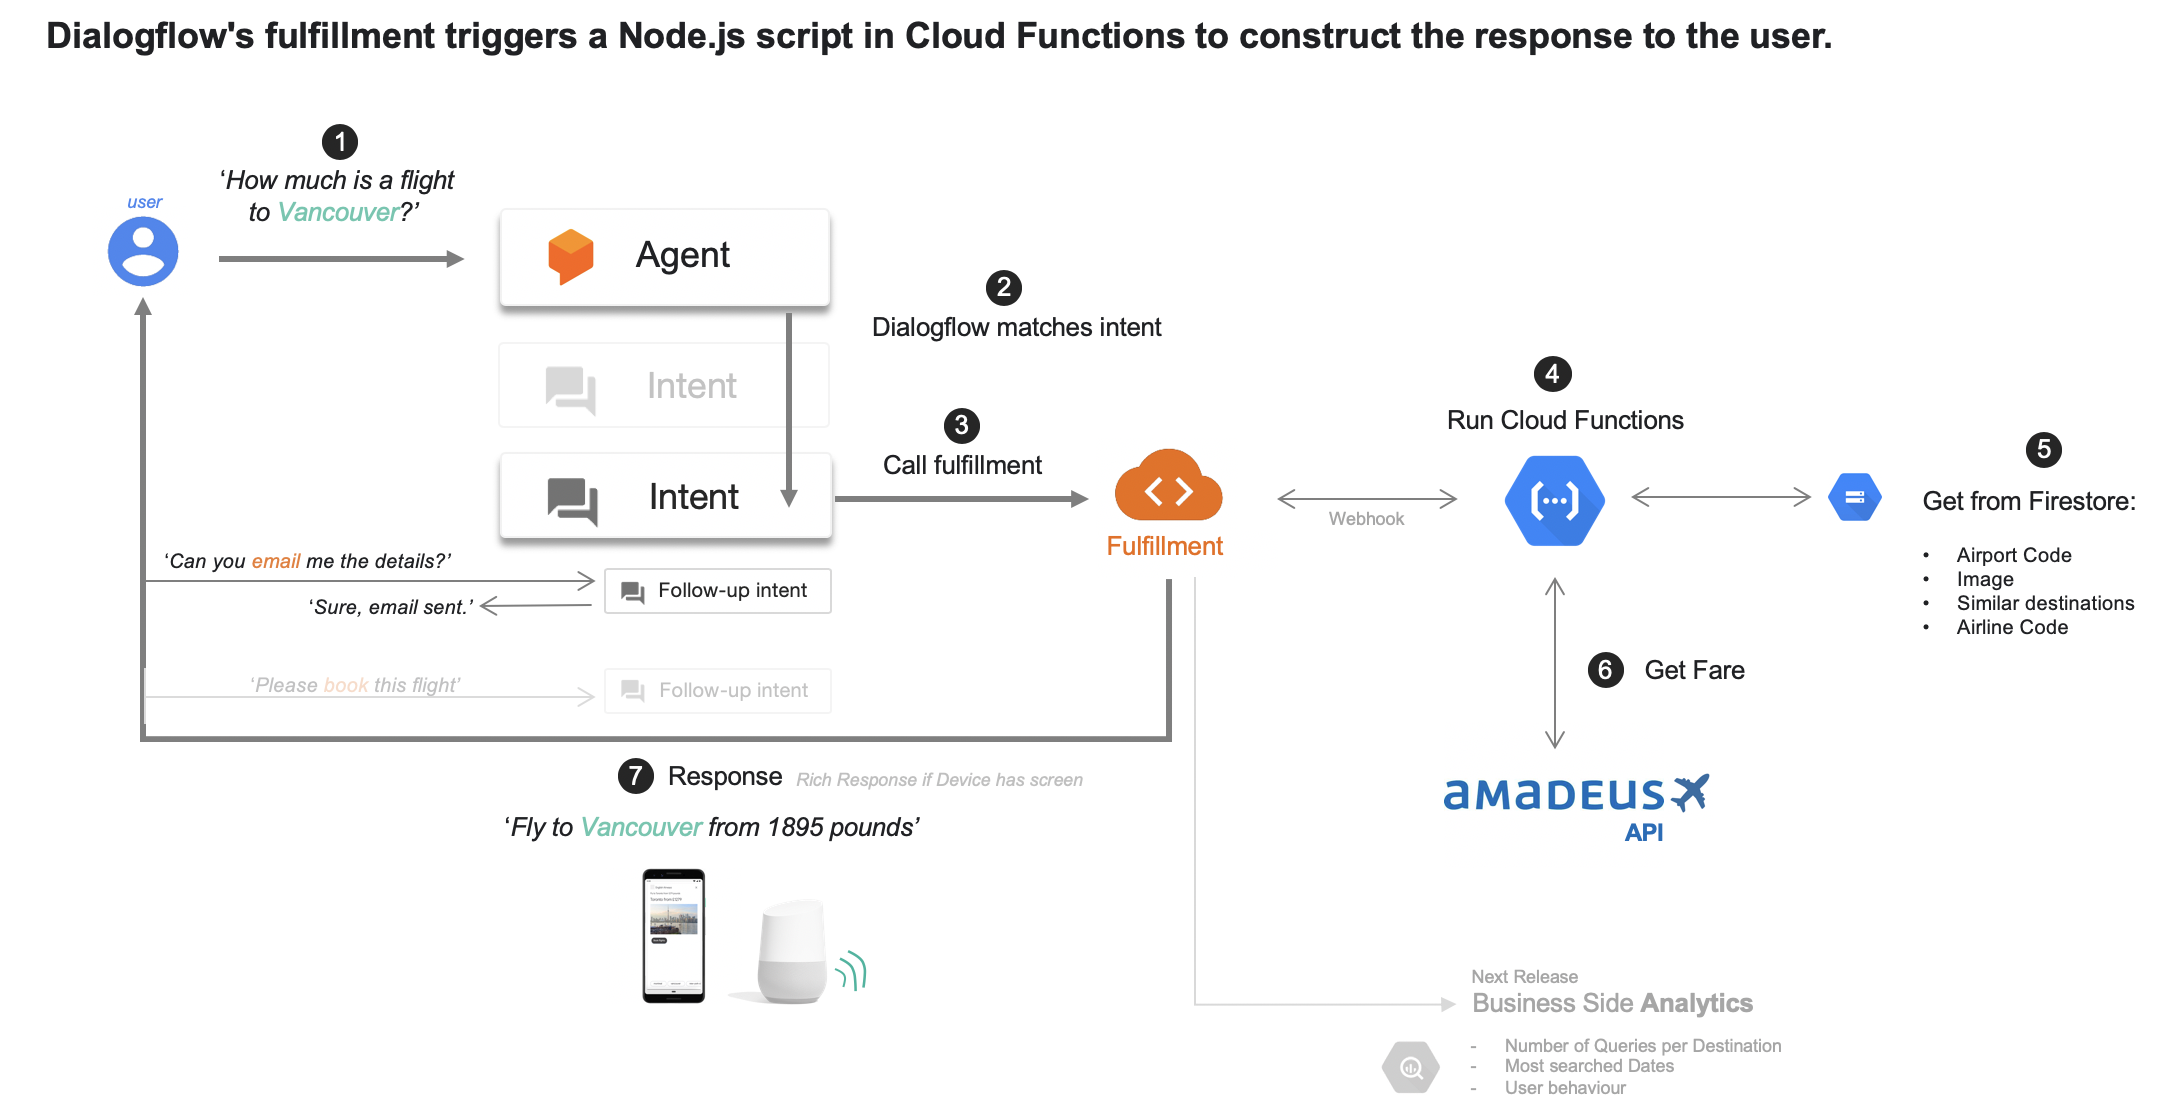 Dialogflow's fulfillment triggers a Node.js script in Cloud Functions to construct the response to the user.
1
‘How much is a flight
to Vancouver?’
user
Agent
2
Dialogflow matches intent
Intent
3
Call fulfillment
Intent
Fulfillment
Webhook
4
Run Cloud Functions
5
Get from Firestore:
• Airport Code
• Image
• Similar destinations
• Airline Code
‘Can you email me the details?’
Follow-up intent
‘Sure, email sent.’
‘Please book this flight’
Follow-up intent
6 Get Fare
amadeus
API
7 Response Rich Response if Device has screen
‘Fly to Vancouver from 1895 pounds’
Next Release
Business Side Analytics
- Number of Queries per Destination
- Most searched Dates
- User behaviour